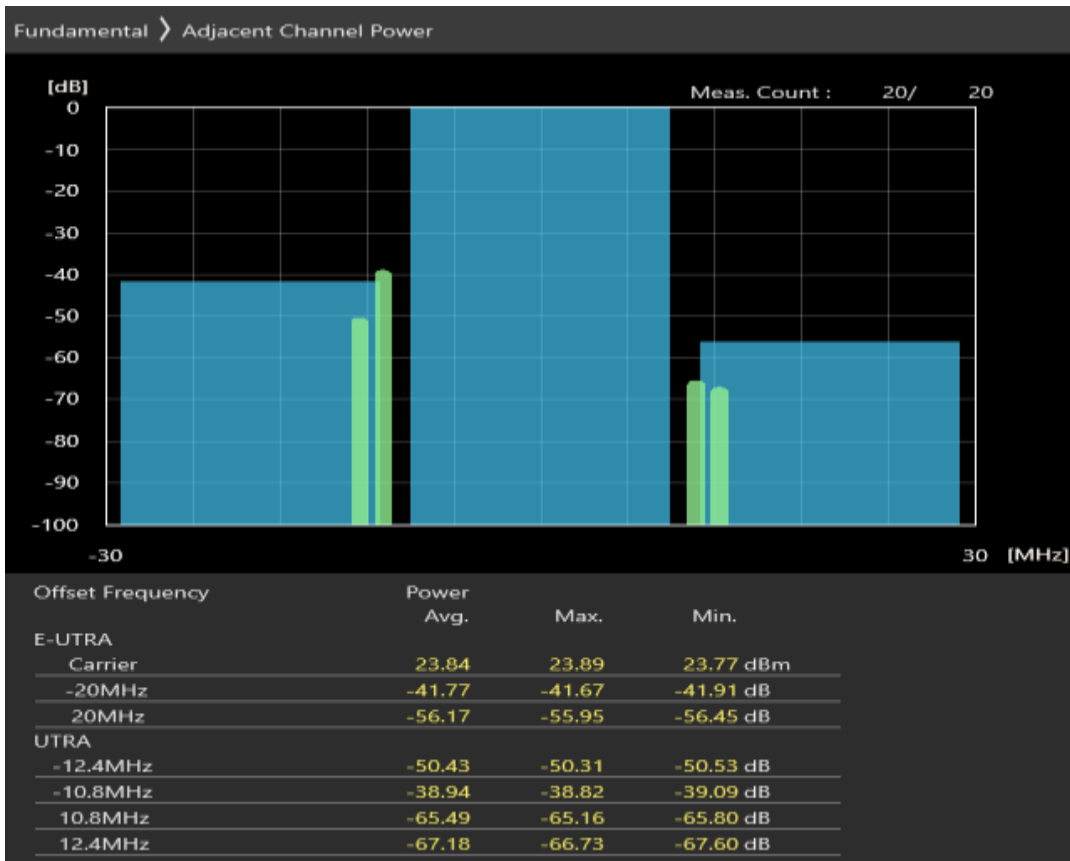 Fundamental 》 Adjacent Channel Power
[dB]
Meas. Count : 20/ 20
0
-10
-20
-30
-40
-50
-60
-70
-80
-90
-100
-30 30 [MHz]
Offset Frequency Power
Avg. Max. Min.
E-UTRA
Carrier 23.84 23.89 23.77 dBm
-20MHz -41.77 -41.67 -41.91 dB
20MHz -56.17 -55.95 -56.45 dB
UTRA
-12.4MHz -50.43 -50.31 -50.53 dB
-10.8MHz -38.94 -38.82 -39.09 dB
10.8MHz -65.49 -65.16 -65.80 dB
12.4MHz -67.18 -66.73 -67.60 dB